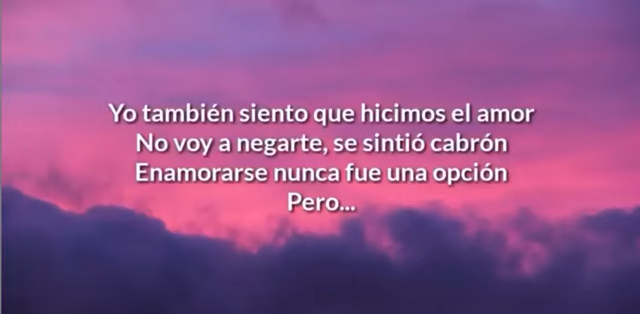 Yo también siento que hicimos el amor
No voy a negarte, se sintió cabrón
Enamorarse nunca fue una opción
Pero...